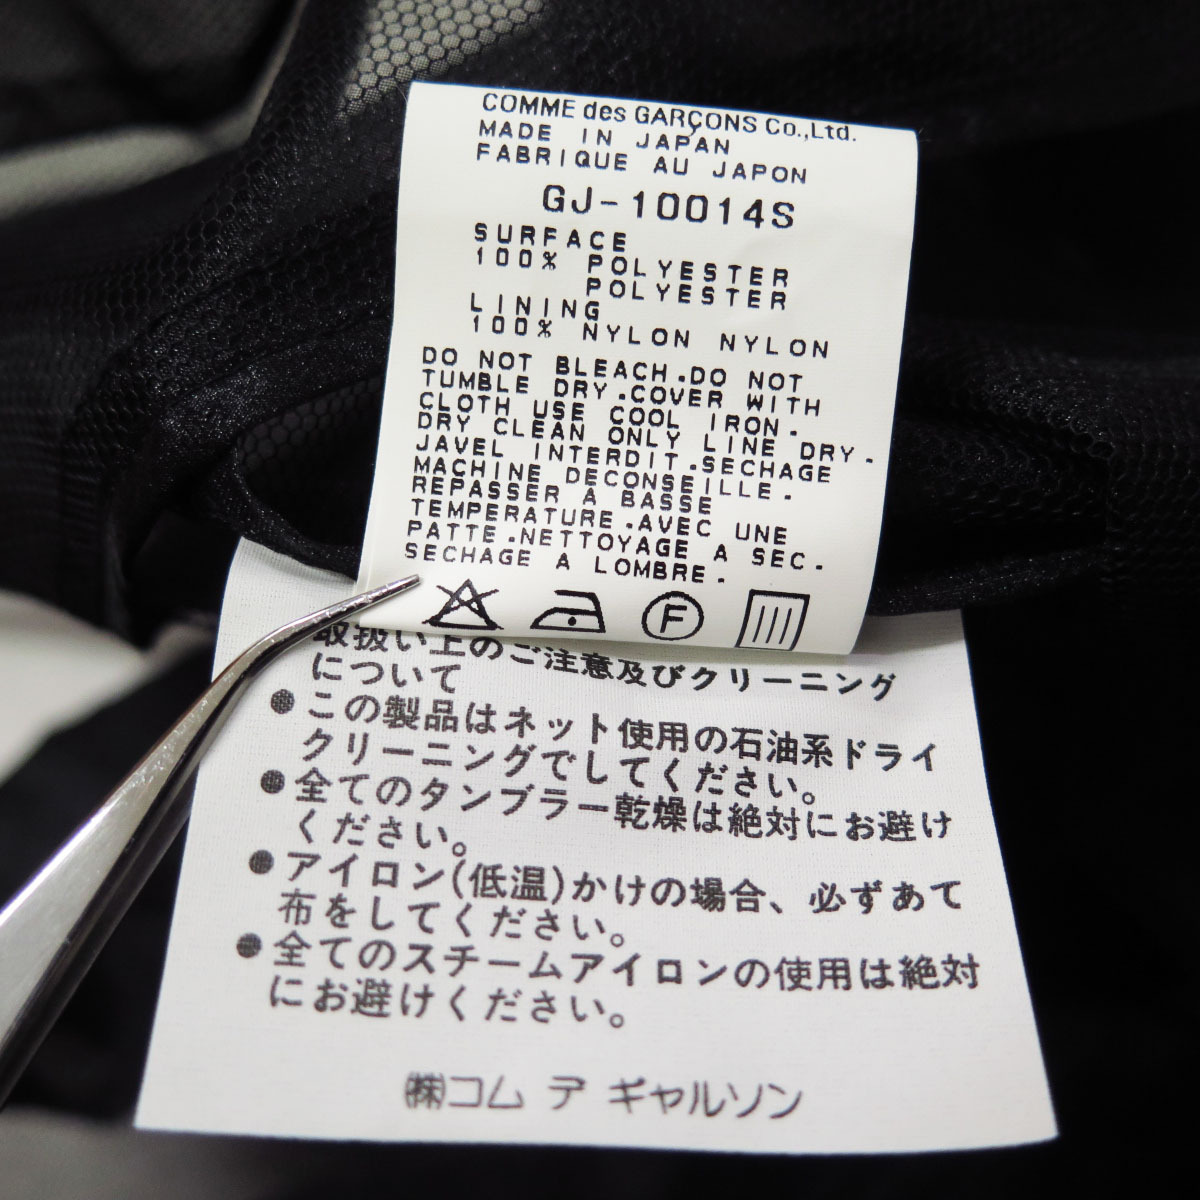 COMME des GARÇONS Co.,Ltd.
MADE IN JAPAN
FABRIQUE AU JAPON
GJ-10014S
SURFACE
100% POLYESTER
POLYESTER
LINING
100% NYLON NYLON
DO NOT BLEACH.DO NOT
TUMBLE DRY.COVER WITH
CLOTH USE COOL IRON.
DRY CLEAN ONLY LINE DRY.
JAVEL INTERDIT.SECHAGE
MACHINE DECONSEILLE.
REPASSER A BASSE
TEMPERATURE.AVEC UNE
PATTE.NETTOYAGE A SEC.
SECHAGE A LOMBRE.
F
取扱い上のご注意及びクリーニング
について
●この製品はネット使用の石油系ドライ
クリーニングでしてください。
●全てのタンブラー乾燥は絶対にお避け
ください。
●アイロン(低温)かけの場合、必ずあて
布をしてください。
●全てのスチームアイロンの使用は絶対
にお避けください。
㈱コム デ ギャルソン